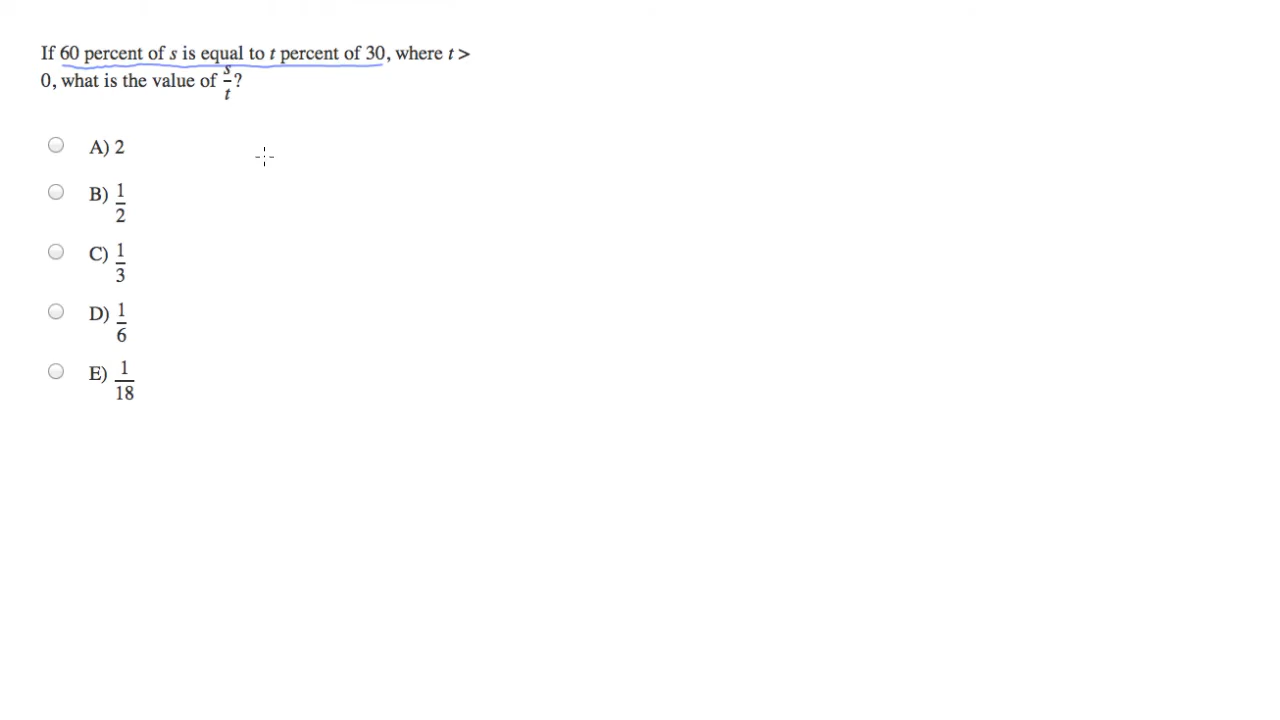 If 60 percent of s is equal to t percent of 30, where t >
0, what is the value of s/t?
A) 2
B) 1/2
C) 1/3
D) 1/6
E) 1/18